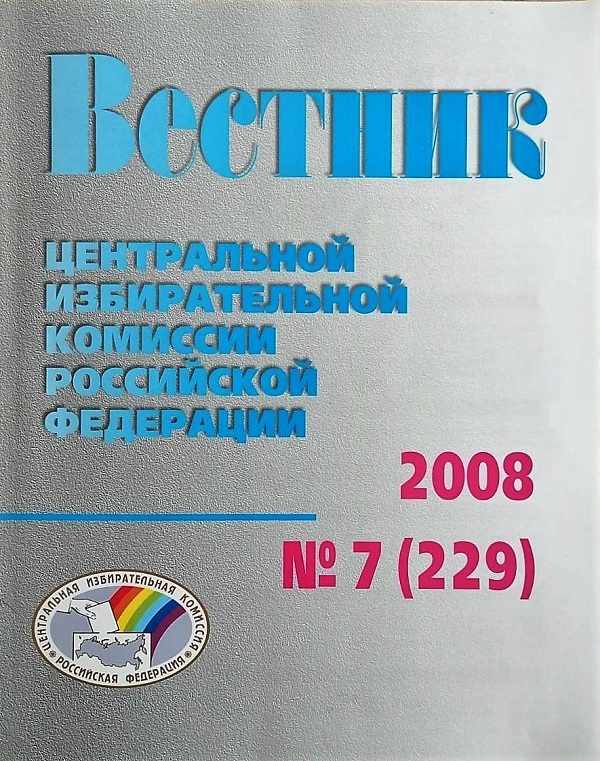 Вестник
ЦЕНТРАЛЬНОЙ
ИЗБИРАТЕЛЬНОЙ
КОМИССИИ
РОССИЙСКОЙ
ФЕДЕРАЦИИ
2008
№ 7 (229)
ЦЕНТРАЛЬНАЯ ИЗБИРАТЕЛЬНАЯ КОМИССИЯ
РОССИЙСКАЯ ФЕДЕРАЦИЯ